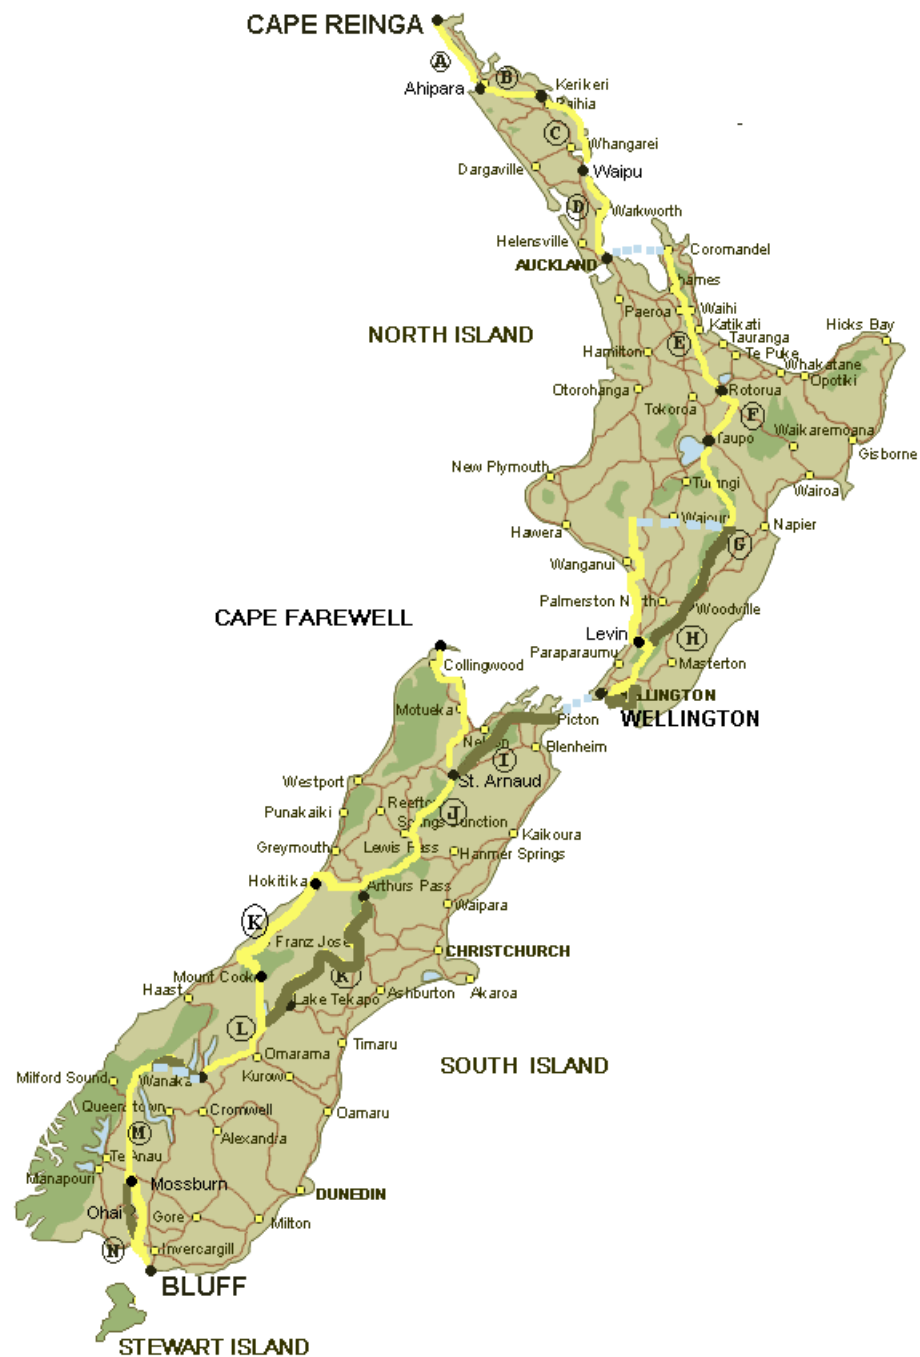 CAPE REINGA
A
B
Ahipara
Kerikeri
Paihia
C
Whangarei
Dargaville
Waipu
D
Warkworth
Helensville
Coromandel
AUCKLAND
Thames
Paeroa
Waihi
Katikati
NORTH ISLAND
Hicks Bay
E
Tauranga
Hamilton
Te Puke
Whakatane
Opotiki
Otorohanga
Rotorua
Tokoroa
F
Waikaremoana
Taupo
Gisborne
New Plymouth
Turangi
Wairoa
Waiouru
Hawera
Napier
G
Wanganui
Palmerston North
Woodville
CAPE FAREWELL
Levin
H
Paraparaumu
Masterton
Collingwood
WELLINGTON
Motueka
Picton
WELLINGTON
Nelson
Blenheim
I
Westport
St. Arnaud
Reefton
Punakaiki
J
Springs Junction
Kaikoura
Greymouth
Lewis Pass
Hanmer Springs
Hokitika
Arthurs Pass
Waipara
K
Franz Jose
CHRISTCHURCH
Mount Cook
K
Haast
Lake Tekapo
Ashburton
Akaroa
L
Timaru
Omarama
SOUTH ISLAND
Milford Sound
Wanaka
Kurow
Queenstown
Cromwell
Oamaru
M
Alexandra
Te Anau
Manapouri
Mossburn
DUNEDIN
Ohai
Gore
Milton
N
Invercargill
BLUFF
STEWART ISLAND